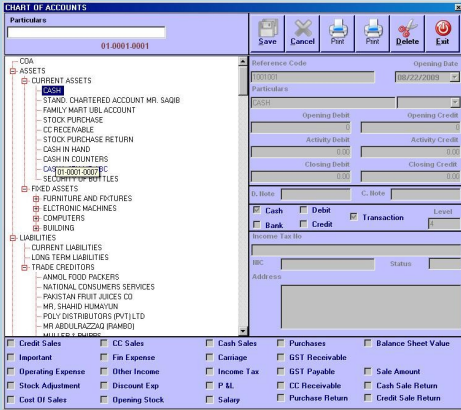 CHART OF ACCOUNTS
Particulars
01-0001-0001
Save Cancel Print Print Delete Exit
COA
ASSETS
CURRENT ASSETS
CASH
STAND. CHARTERED ACCOUNT MR. SAQIB
FAMILY MART UBL ACCOUNT
STOCK PURCHASE
CC RECEIVABLE
STOCK PURCHASE RETURN
CASH IN HAND
CASH IN COUNTERS
01-0001-0007
SECURITY OF BOTTLES
FIXED ASSETS
FURNITURE AND FIXTURES
ELCTRONIC MACHINES
COMPUTERS
BUILDING
LIABILITIES
CURRENT LIABILITIES
LONG TERM LIABILITIES
TRADE CREDITORS
ANMOL FOOD PACKERS
NATIONAL CONSUMERS SERVICES
PAKISTAN FRUIT JUICES CO
MR, SHAHID HUMAYUN
POLY DISTRIBUTORS (PVT) LTD
MR ABDULRAZZAQ (RAMBO)
Reference Code Opening Date
1001001 08/22/2009
Particulars
CASH
Opening Debit Opening Credit
0 0
Activity Debit Activity Credit
0.00 0.00
Closing Debit Closing Credit
0.00 0.00
D. Note C. Note
Cash Debit Transaction Level
Bank Credit 4
Income Tax No
NIC Status
Address
Credit Sales CC Sales Cash Sales Purchases Balance Sheet Value
Important Fin Expense Carriage GST Receivable
Operating Expense Other Income Income Tax GST Payable Sale Amount
Stock Adjustment Discount Exp P &L CC Receivable Cash Sale Return
Cost Of Sales Opening Stock Salary Purchase Return Credit Sale Return